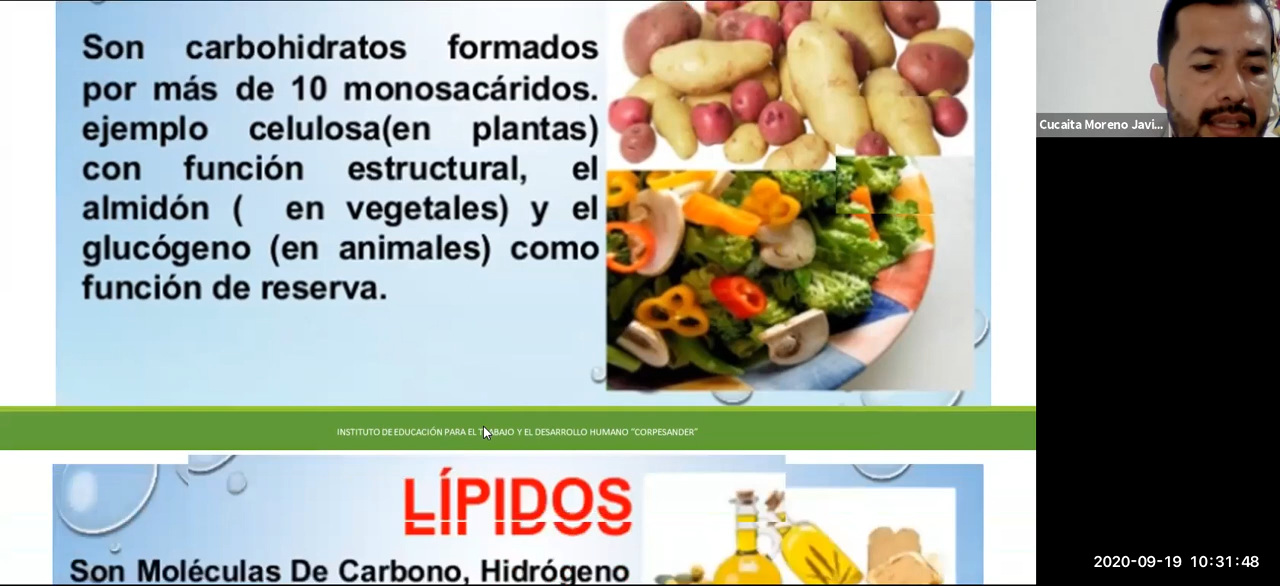 Son carbohidratos formados
por más de 10 monosacáridos.
ejemplo celulosa(en plantas)
con función estructural, el
almidón ( en vegetales) y el
glucógeno (en animales) como
función de reserva.
Cucaita Moreno Javi...
INSTITUTO DE EDUCACIÓN PARA EL TRABAJO Y EL DESARROLLO HUMANO "CORPESANDER"
LÍPIDOS
Son Moléculas De Carbono, Hidrógeno
2020-09-19 10:31:48